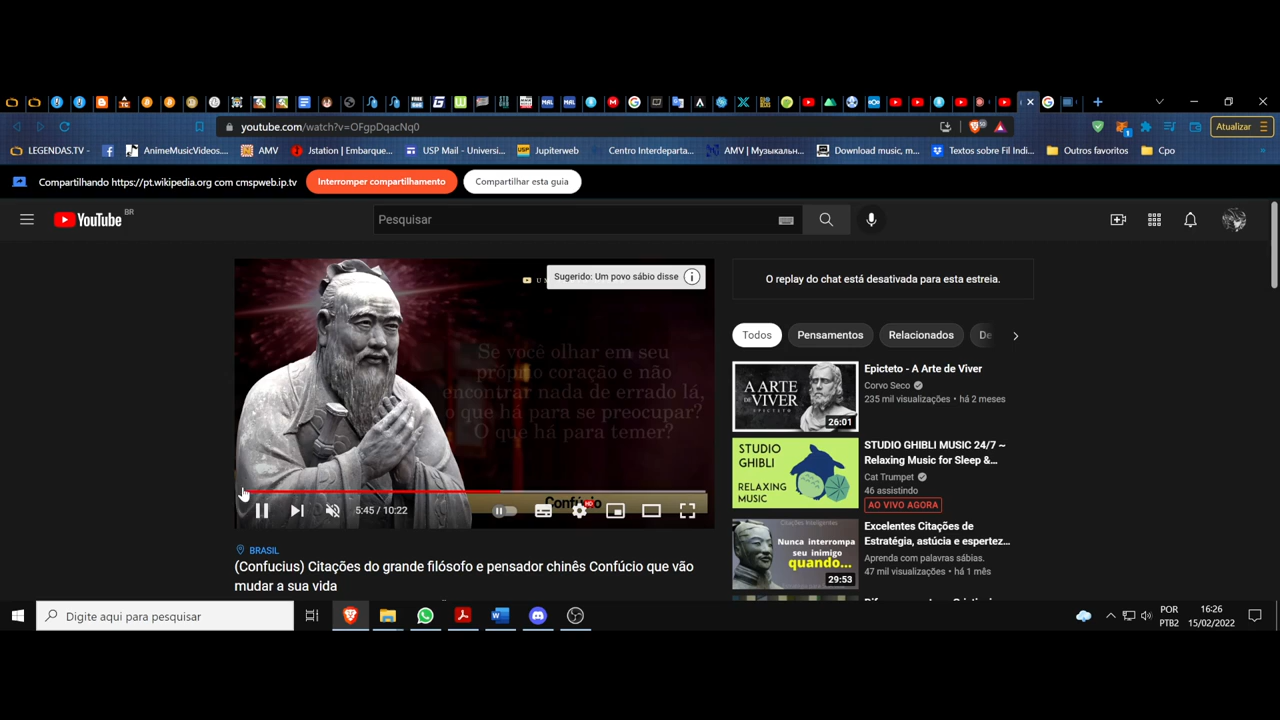 youtube.com/watch?v=OFgpDqacNq0
Atualizar
LEGENDAS.TV -
AnimeMusicVideos...
AMV
Jstation | Embarque...
USP Mail - Universi...
Jupiterweb
Centro Interdeparta...
AMV | Музыкальн...
Download music, m...
Textos sobre Fil Indi...
Outros favoritos
Cpo
Compartilhando https://pt.wikipedia.org com cmspweb.ip.tv
Interromper compartilhamento
Compartilhar esta guia
YouTube BR
Pesquisar
Sugerido: Um povo sábio disse
Se você olhar em seu
próprio coração e não
encontrar nada de errado lá,
o que há para se preocupar?
O que há para temer?
Confúcio
5:45 / 10:22
HD
BRASIL
(Confucius) Citações do grande filósofo e pensador chinês Confúcio que vão
mudar a sua vida
O replay do chat está desativada para esta estreia.
Todos
Pensamentos
Relacionados
De
A ARTE
DE VIVER
EPICTETO
26:01
Epicteto - A Arte de Viver
Corvo Seco
235 mil visualizações • há 2 meses
STUDIO
GHIBLI
RELAXING
MUSIC
STUDIO GHIBLI MUSIC 24/7 ~
Relaxing Music for Sleep &...
Cat Trumpet
46 assistindo
AO VIVO AGORA
Citações Inteligentes
Nunca interrompa
seu inimigo
quando...
29:53
Excelentes Citações de
Estratégia, astúcia e espertez...
Aprenda com palavras sábias.
47 mil visualizações • há 1 mês
Digite aqui para pesquisar
POR
PTB2
16:26
15/02/2022